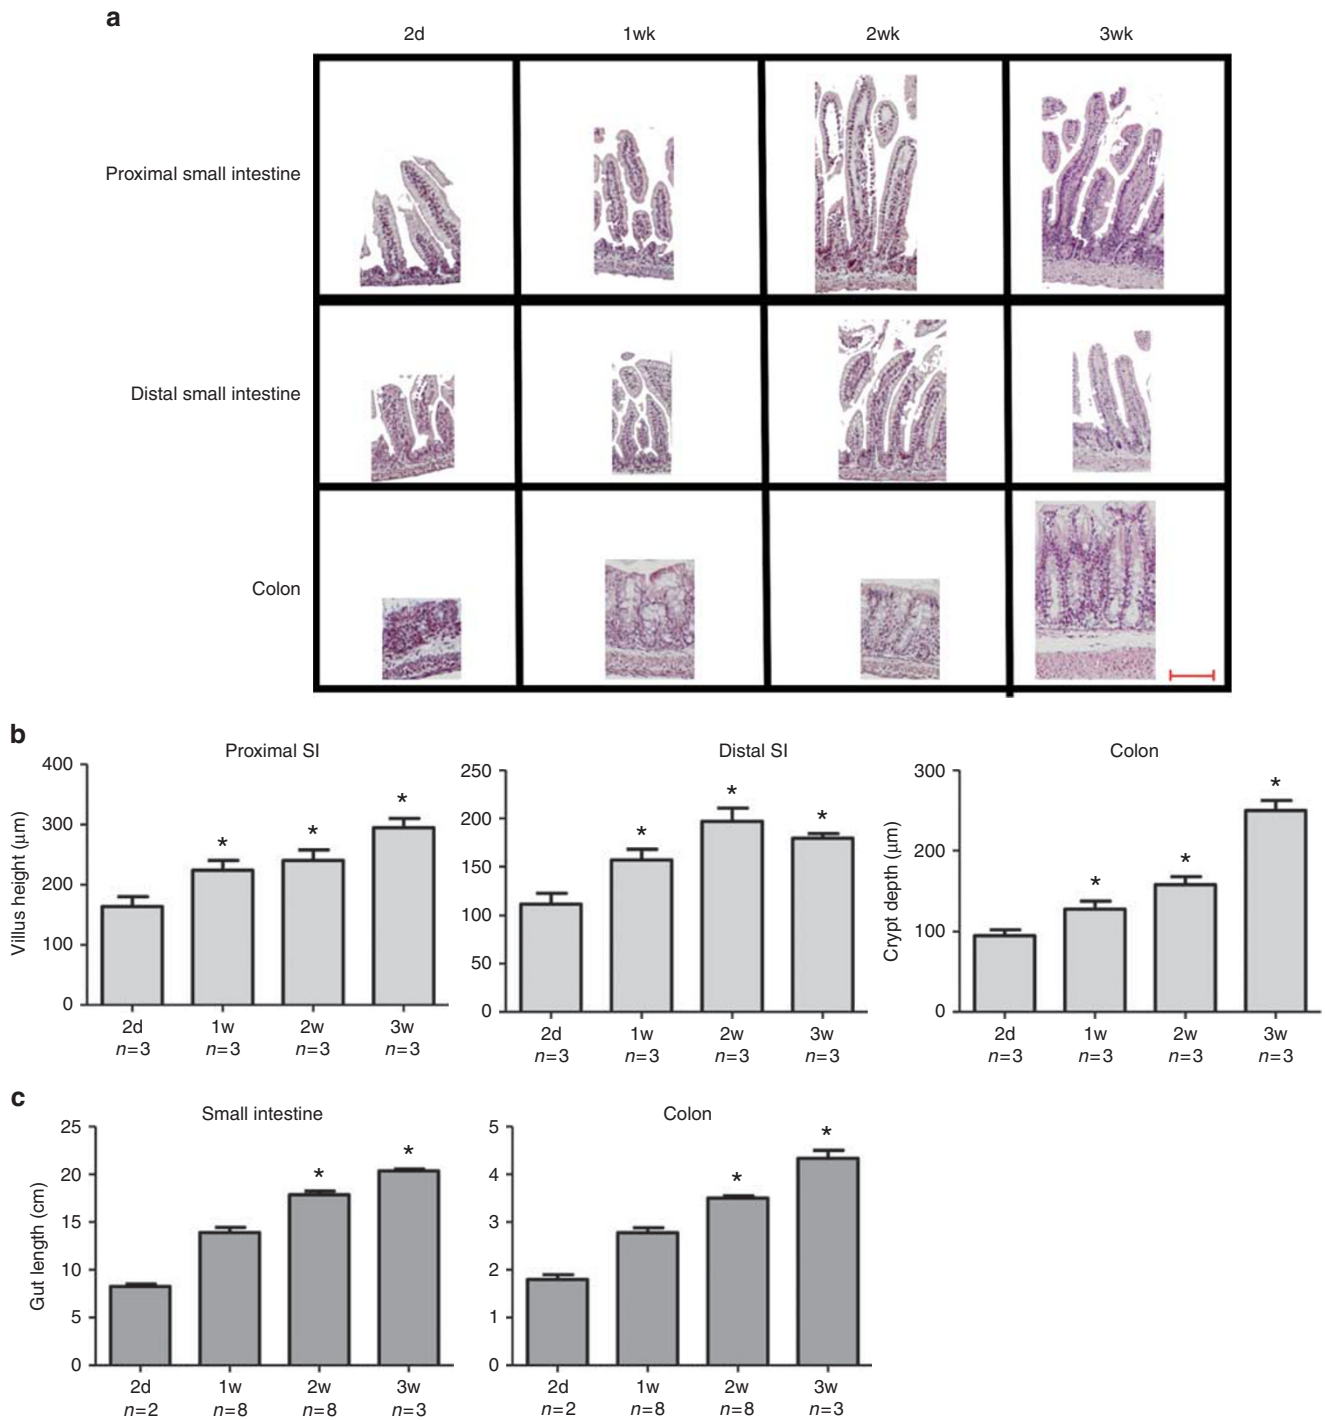 a
2d 1wk 2wk 3wk
Proximal small intestine
Distal small intestine
Colon
b
Proximal SI
Villus height (μm)
400
300
200
100
0
* * *
2d 1w 2w 3w
n=3 n=3 n=3 n=3
Distal SI
250
200
150
100
50
0
* * *
2d 1w 2w 3w
n=3 n=3 n=3 n=3
Colon
Crypt depth (μm)
300
200
100
0
* * *
2d 1w 2w 3w
n=3 n=3 n=3 n=3
c
Small intestine
Gut length (cm)
25
20
15
10
5
0
* *
2d 1w 2w 3w
n=2 n=8 n=8 n=3
Colon
5
4
3
2
1
0
* *
2d 1w 2w 3w
n=2 n=8 n=8 n=3